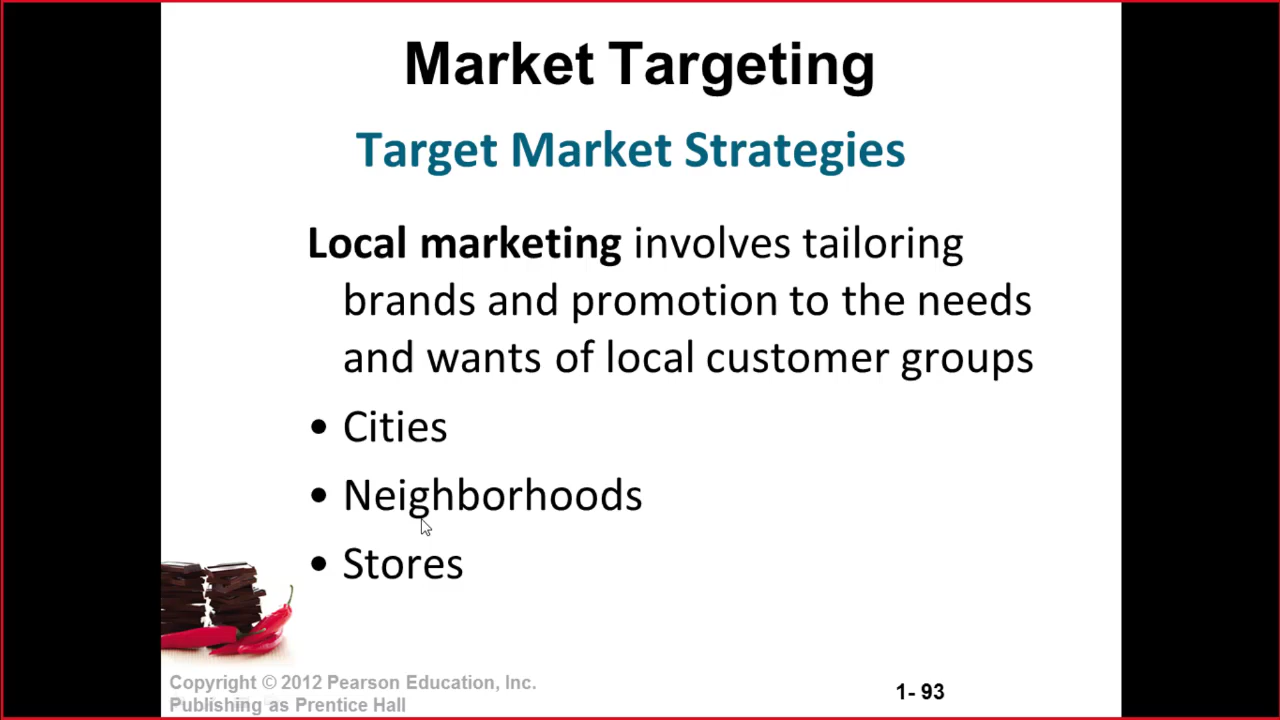 Market Targeting
Target Market Strategies
Local marketing involves tailoring
brands and promotion to the needs
and wants of local customer groups
• Cities
• Neighborhoods
• Stores
Copyright © 2012 Pearson Education, Inc.
Publishing as Prentice Hall
1- 93